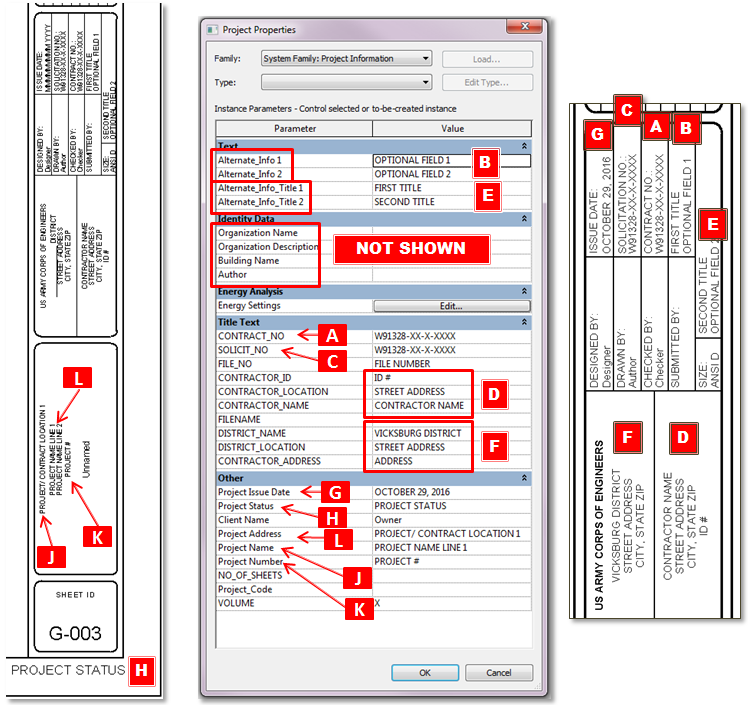 ISSUE DATE:
MMMMMMMM YYYY
SOLICITATION NO.:
W91328-XX-X-XXXX
CONTRACT NO.:
W91328-XX-X-XXXX
FIRST TITLE
OPTIONAL FIELD 1
SECOND TITLE
OPTIONAL FIELD 2
DESIGNED BY:
Designer
DRAWN BY:
Author
CHECKED BY:
Checker
SUBMITTED BY:
SIZE:
ANSI D
US ARMY CORPS OF ENGINEERS
DISTRICT
STREET ADDRESS
CITY, STATE ZIP
CONTRACTOR NAME
STREET ADDRESS
CITY, STATE ZIP
ID #
L
PROJECT/ CONTRACT LOCATION 1
PROJECT NAME LINE 1
PROJECT NAME LINE 2
PROJECT #
Unnamed
K
J
SHEET ID
G-003
PROJECT STATUS H
Project Properties
Family: System Family: Project Information Load...
Type: Edit Type...
Instance Parameters - Control selected or to-be-created instance
Parameter Value
Text
Alternate_Info 1 OPTIONAL FIELD 1 B
Alternate_Info 2 OPTIONAL FIELD 2
Alternate_Info_Title 1 FIRST TITLE E
Alternate_Info_Title 2 SECOND TITLE
Identity Data
Organization Name
Organization Description NOT SHOWN
Building Name
Author
Energy Analysis
Energy Settings Edit...
Title Text
CONTRACT_NO A W91328-XX-X-XXXX
SOLICIT_NO C W91328-XX-X-XXXX
FILE_NO FILE NUMBER
CONTRACTOR_ID ID #
CONTRACTOR_LOCATION STREET ADDRESS D
CONTRACTOR_NAME CONTRACTOR NAME
FILENAME
DISTRICT_NAME VICKSBURG DISTRICT
DISTRICT_LOCATION STREET ADDRESS F
CONTRACTOR_ADDRESS ADDRESS
Other
Project Issue Date G OCTOBER 29, 2016
Project Status H PROJECT STATUS
Client Name Owner
Project Address L PROJECT/ CONTRACT LOCATION 1
Project Name PROJECT NAME LINE 1
Project Number J PROJECT #
NO_OF_SHEETS
Project_Code K
VOLUME X
OK Cancel
C
G A B
ISSUE DATE:
OCTOBER 29, 2016
SOLICITATION NO.:
W91328-XX-X-XXXX
CONTRACT NO.:
W91328-XX-X-XXXX
FIRST TITLE
OPTIONAL FIELD 1
E
SECOND TITLE
OPTIONAL FIELD 2
DESIGNED BY:
Designer
DRAWN BY:
Author
CHECKED BY:
Checker
SUBMITTED BY:
SIZE:
ANSI D
F D
US ARMY CORPS OF ENGINEERS
VICKSBURG DISTRICT
STREET ADDRESS
CITY, STATE ZIP
CONTRACTOR NAME
STREET ADDRESS
CITY, STATE ZIP
ID #